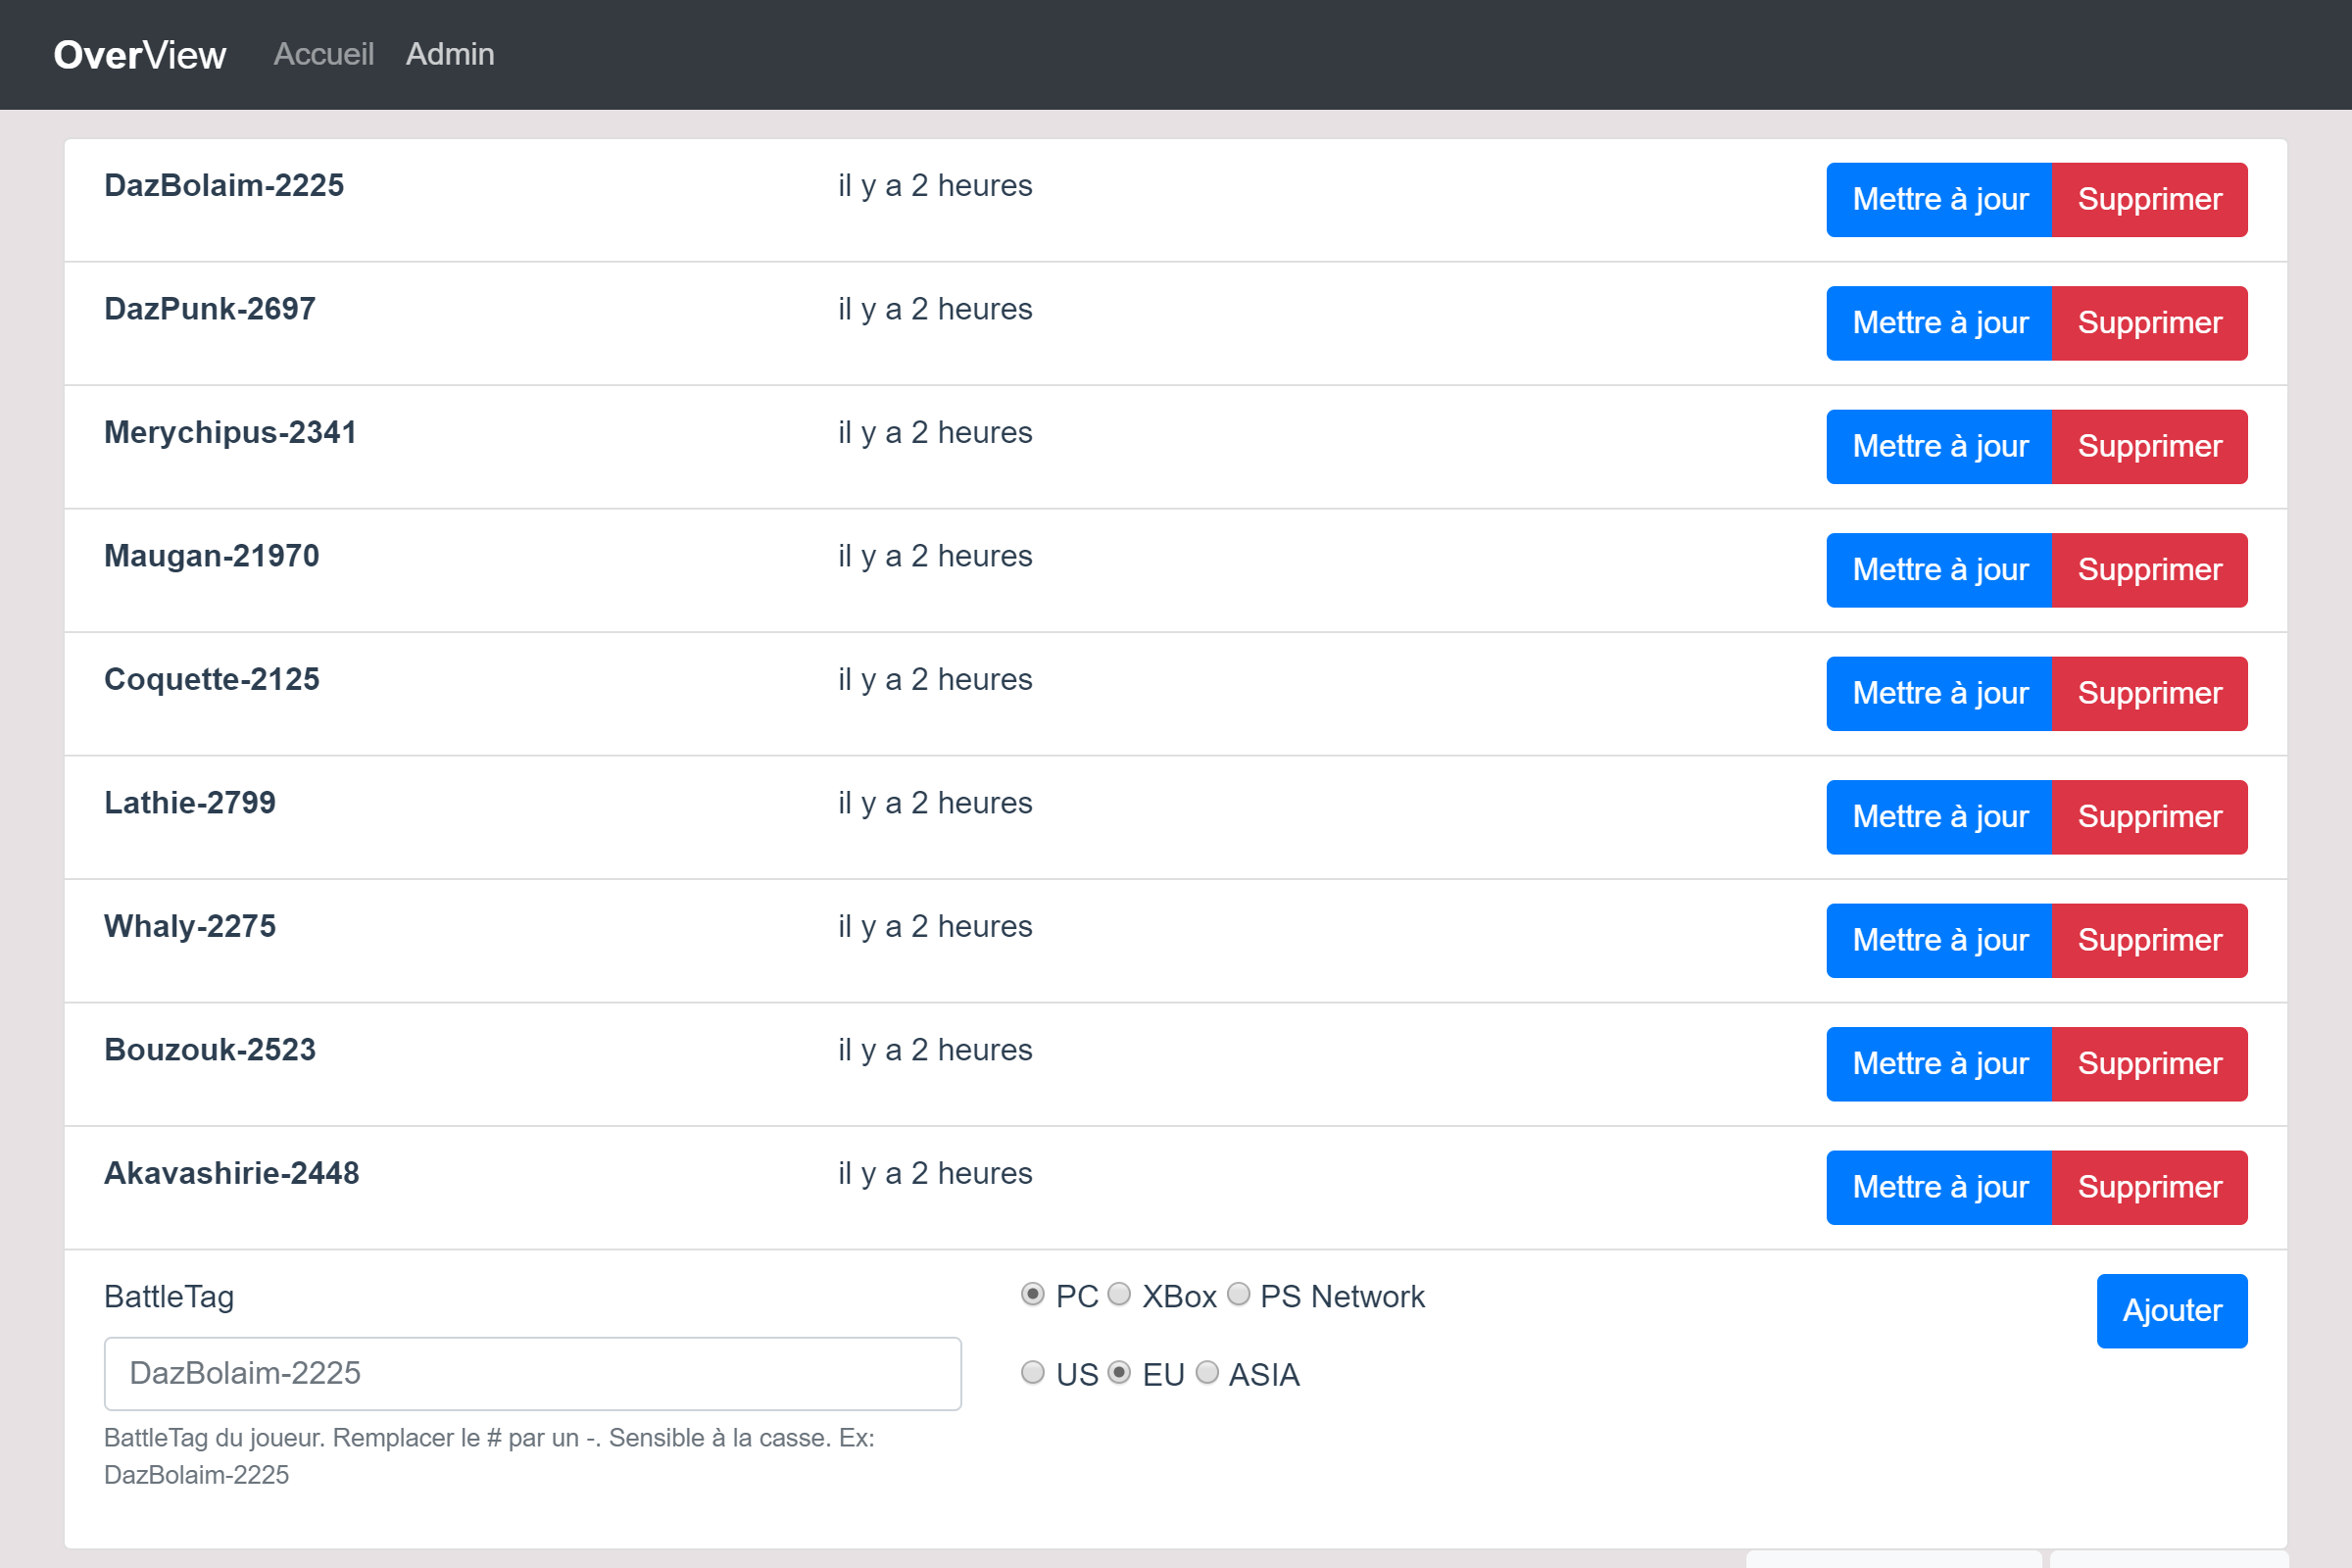 OverView Accueil Admin
DazBolaim-2225 il y a 2 heures Mettre à jour Supprimer
DazPunk-2697 il y a 2 heures Mettre à jour Supprimer
Merychipus-2341 il y a 2 heures Mettre à jour Supprimer
Maugan-21970 il y a 2 heures Mettre à jour Supprimer
Coquette-2125 il y a 2 heures Mettre à jour Supprimer
Lathie-2799 il y a 2 heures Mettre à jour Supprimer
Whaly-2275 il y a 2 heures Mettre à jour Supprimer
Bouzouk-2523 il y a 2 heures Mettre à jour Supprimer
Akavashirie-2448 il y a 2 heures Mettre à jour Supprimer
BattleTag PC XBox PS Network Ajouter
DazBolaim-2225 US EU ASIA
BattleTag du joueur. Remplacer le # par un -. Sensible à la casse. Ex:
DazBolaim-2225